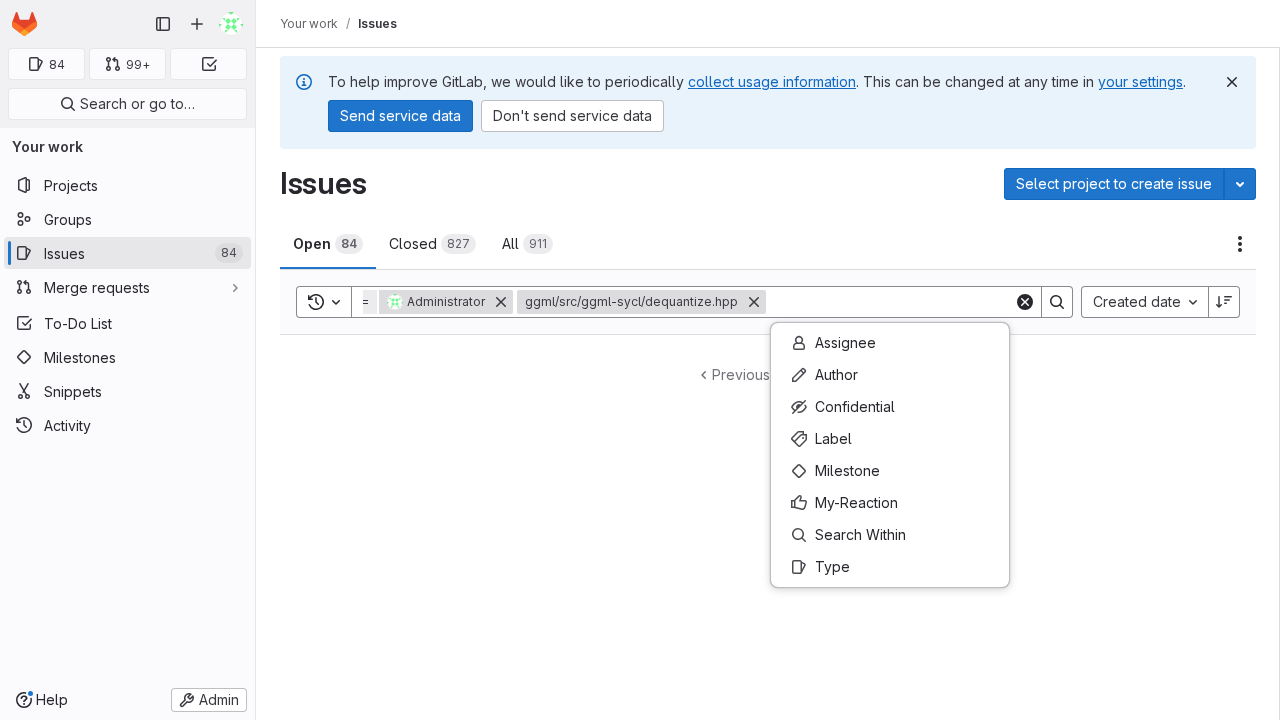 Your work / Issues
84
99+
Search or go to…
Your work
Projects
Groups
Issues 84
Merge requests
To-Do List
Milestones
Snippets
Activity
Help
Admin
To help improve GitLab, we would like to periodically collect usage information. This can be changed at any time in your settings.
Send service data
Don't send service data
Issues
Select project to create issue
Open 84
Closed 827
All 911
= Administrator
ggml/src/ggml-sycl/dequantize.hpp
Created date
Previous
Assignee
Author
Confidential
Label
Milestone
My-Reaction
Search Within
Type